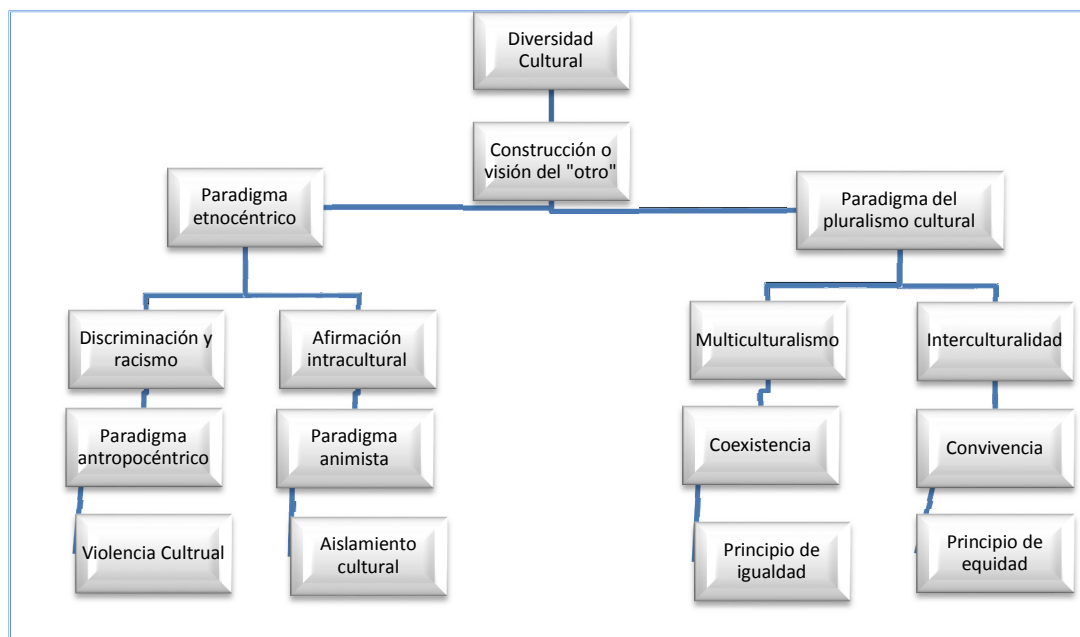 Diversidad
Cultural
Construcción o
visión del "otro"
Paradigma
etnocéntrico
Paradigma del
pluralismo cultural
Discriminación y
racismo
Afirmación
intracultural
Multiculturalismo
Interculturalidad
Paradigma
antropocéntrico
Paradigma
animista
Coexistencia
Convivencia
Violencia Cultrual
Aislamiento
cultural
Principio de
igualdad
Principio de
equidad